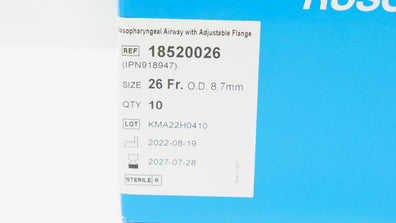 Nasopharyngeal Airway with Adjustable Flange
REF 18520026
(IPN918947)
SIZE 26 Fr. O.D. 8.7mm
QTY 10
LOT KMA22H0410
2022-08-19
2027-07-28
STERILE R